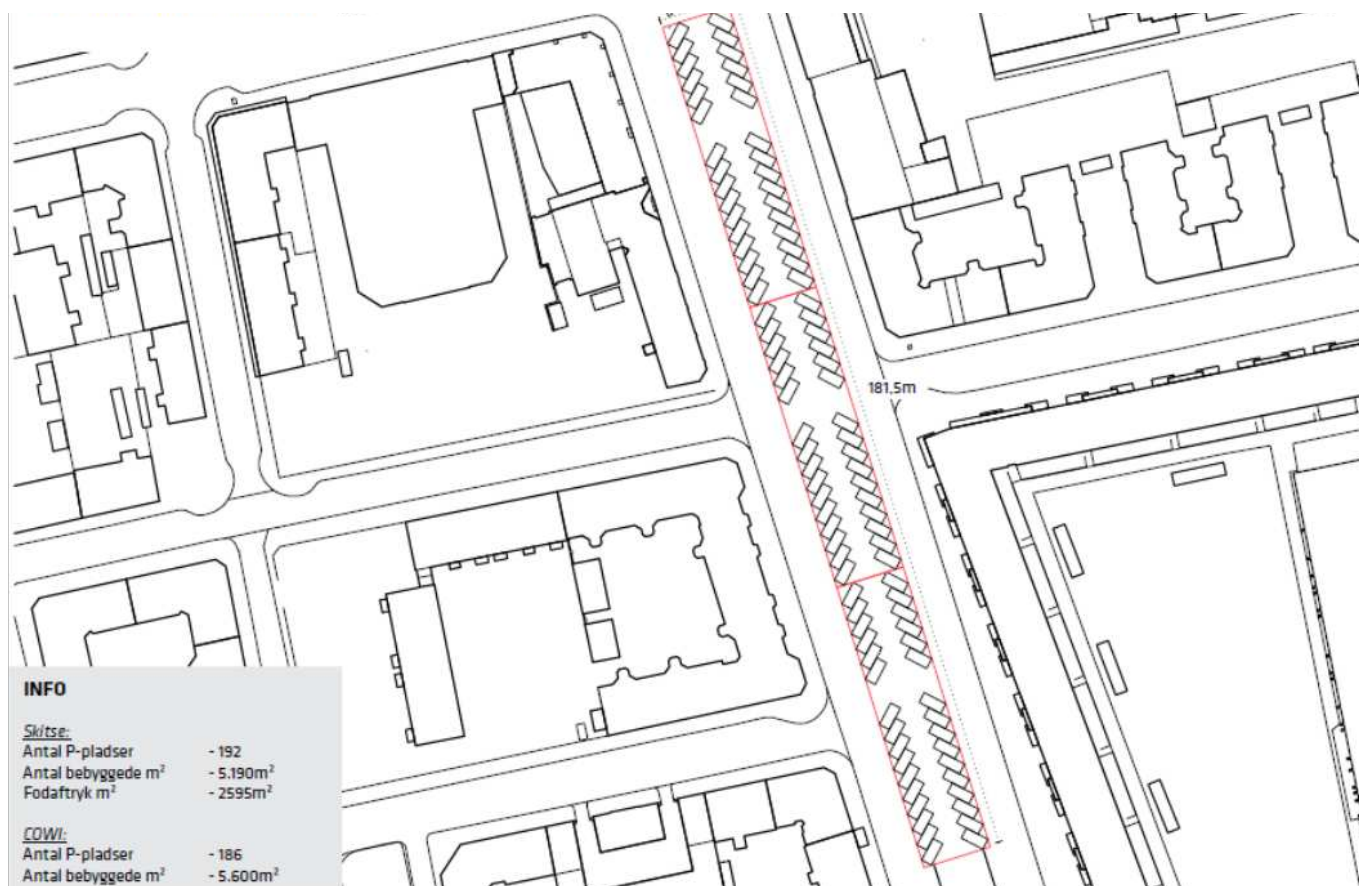 181,5m
INFO
Skitse:
Antal P-pladser - 192
Antal bebyggede m² - 5.190m²
Fodaftryk m² - 2595m²
COWI:
Antal P-pladser - 186
Antal bebyggede m² - 5.600m²